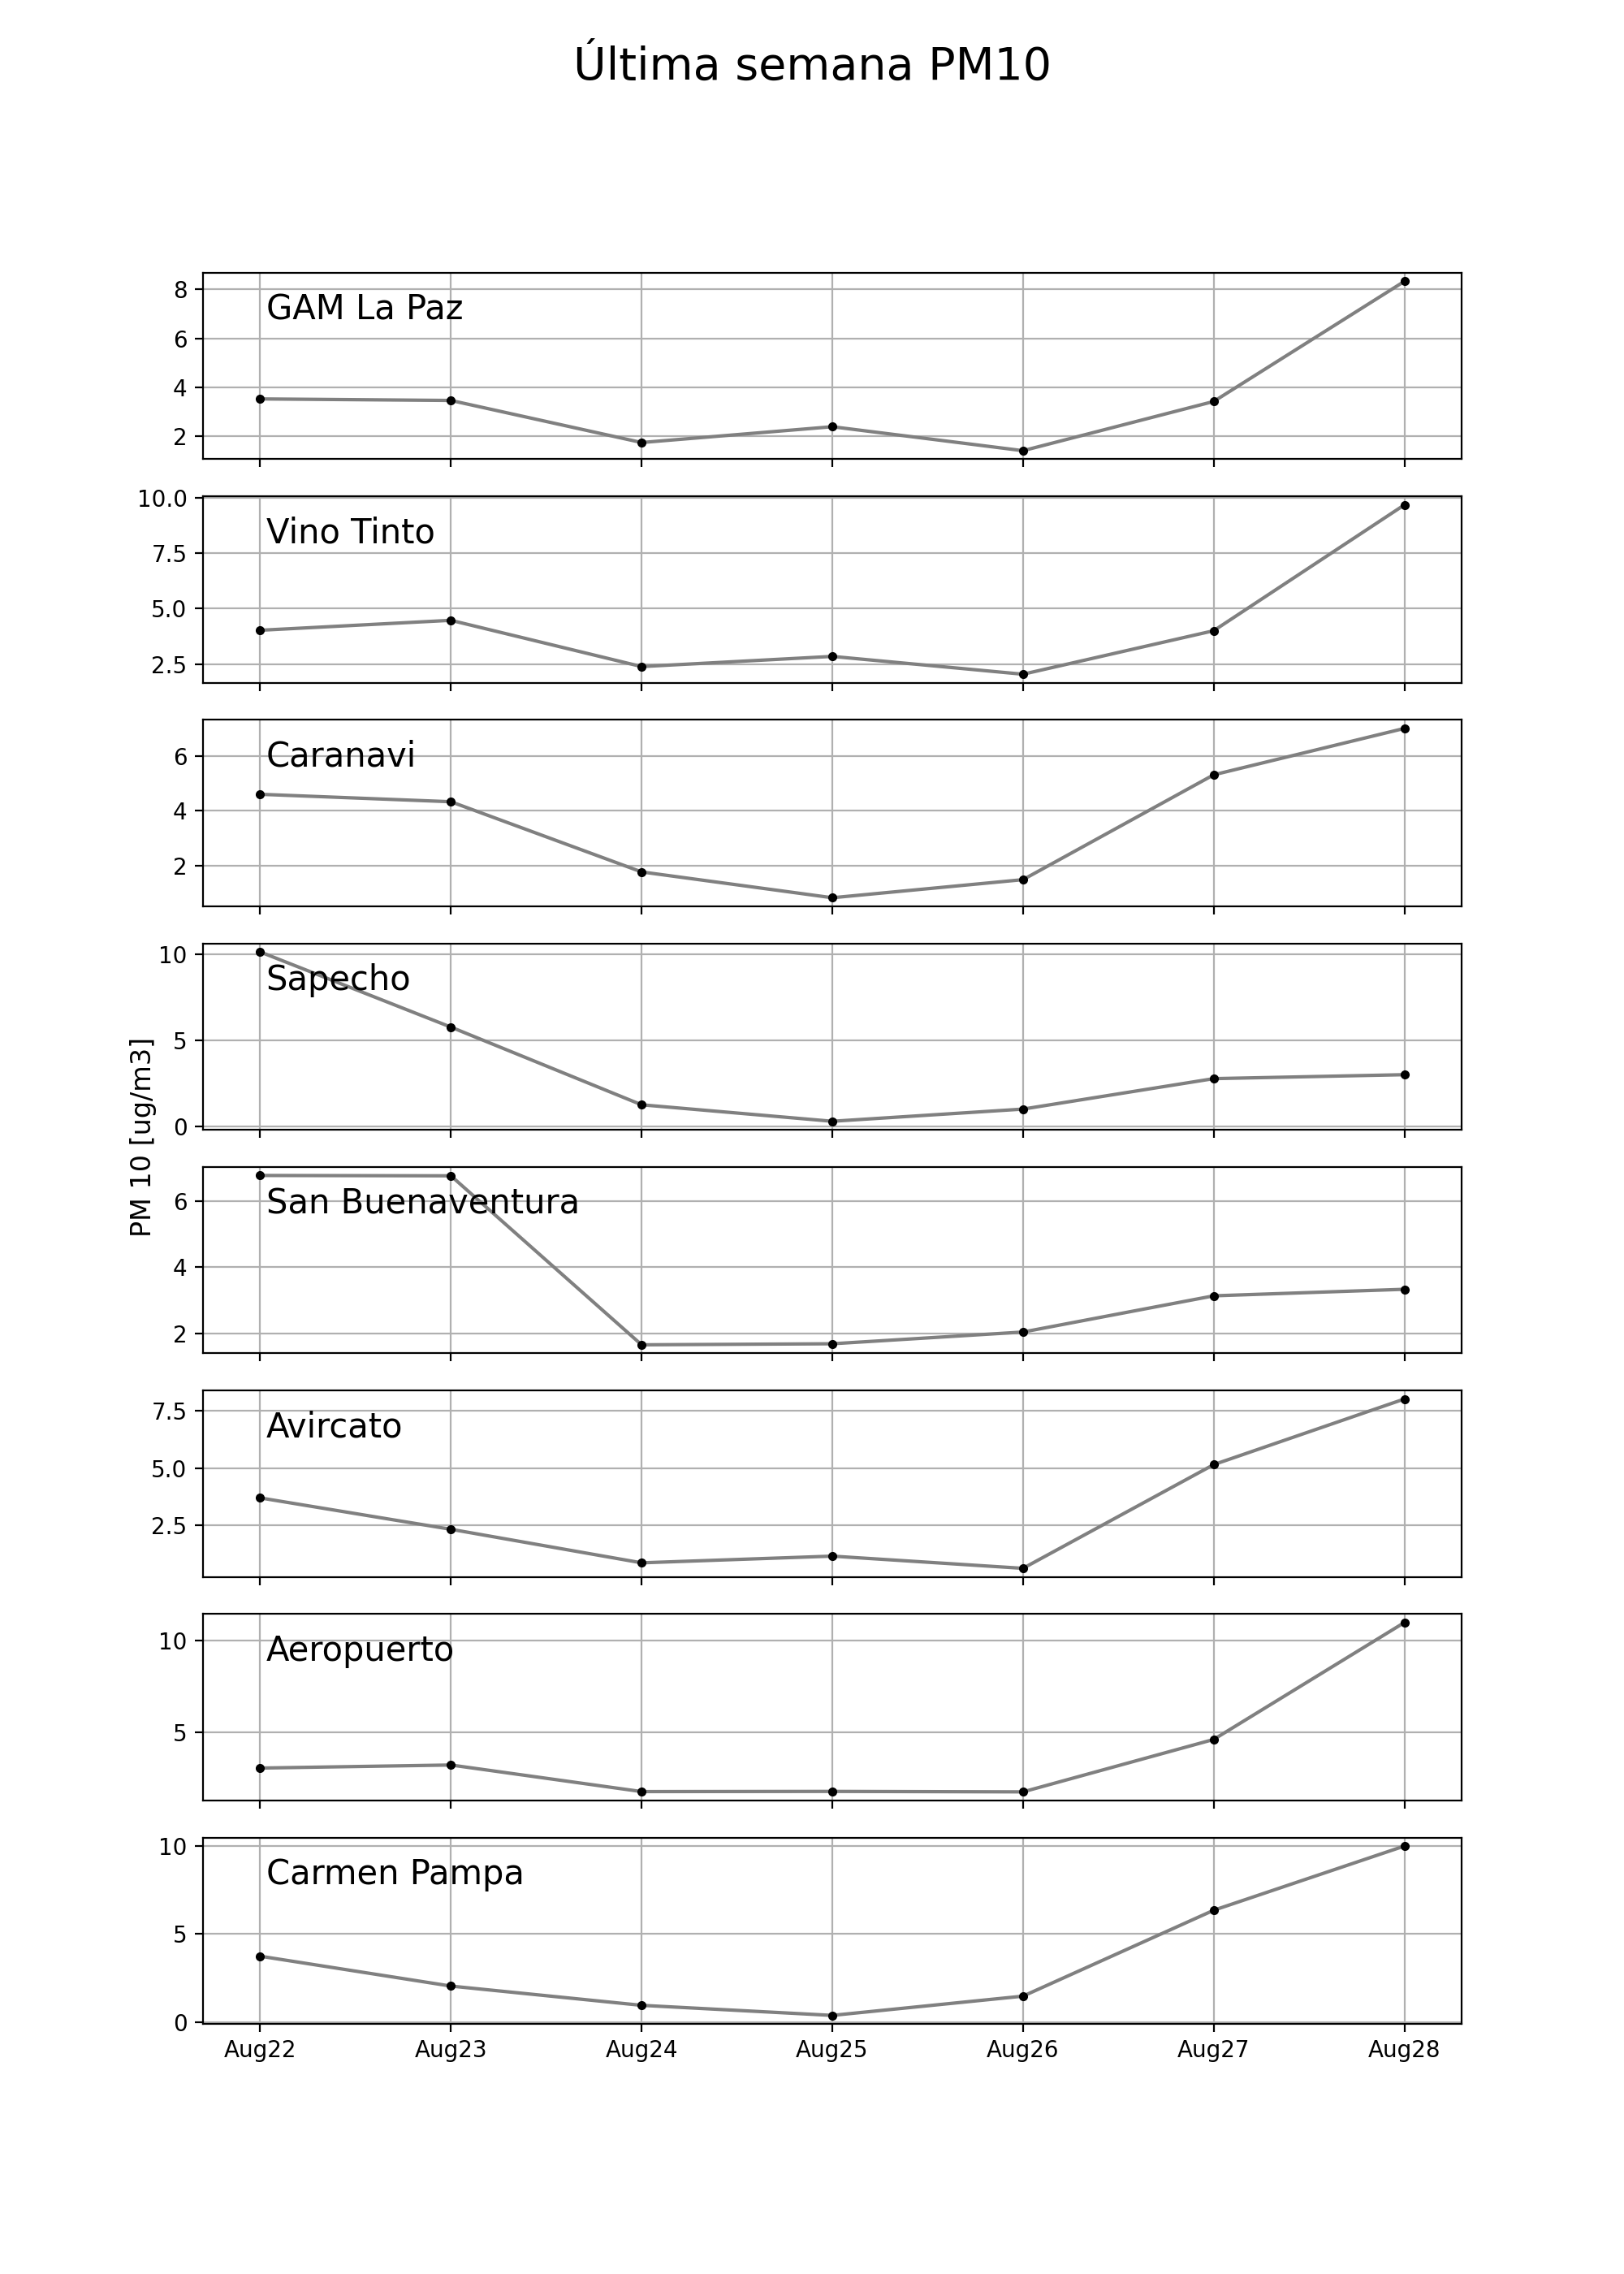 Última semana PM10
GAM La Paz
8
6
4
2
Vino Tinto
10.0
7.5
5.0
2.5
Caranavi
6
4
2
Sapecho
10
5
0
PM 10 [ug/m3]
San Buenaventura
6
4
2
Avircato
7.5
5.0
2.5
Aeropuerto
10
5
Carmen Pampa
10
5
0
Aug22 Aug23 Aug24 Aug25 Aug26 Aug27 Aug28